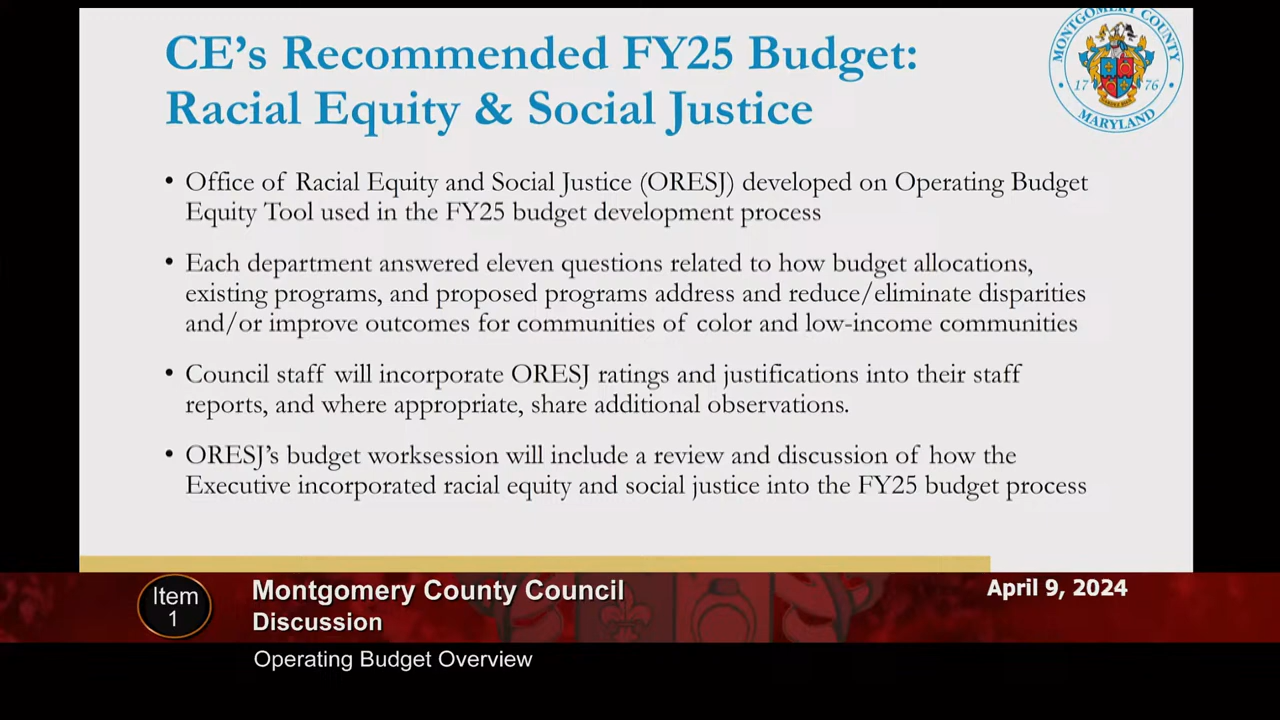 CE's Recommended FY25 Budget:
Racial Equity & Social Justice
MONTGOMERY COUNTY
17 76
MARYLAND
• Office of Racial Equity and Social Justice (ORESJ) developed on Operating Budget
Equity Tool used in the FY25 budget development process
• Each department answered eleven questions related to how budget allocations,
existing programs, and proposed programs address and reduce/eliminate disparities
and/or improve outcomes for communities of color and low-income communities
• Council staff will incorporate ORESJ ratings and justifications into their staff
reports, and where appropriate, share additional observations.
• ORESJ's budget worksession will include a review and discussion of how the
Executive incorporated racial equity and social justice into the FY25 budget process
Item
1
Montgomery County Council
Discussion
April 9, 2024
Operating Budget Overview